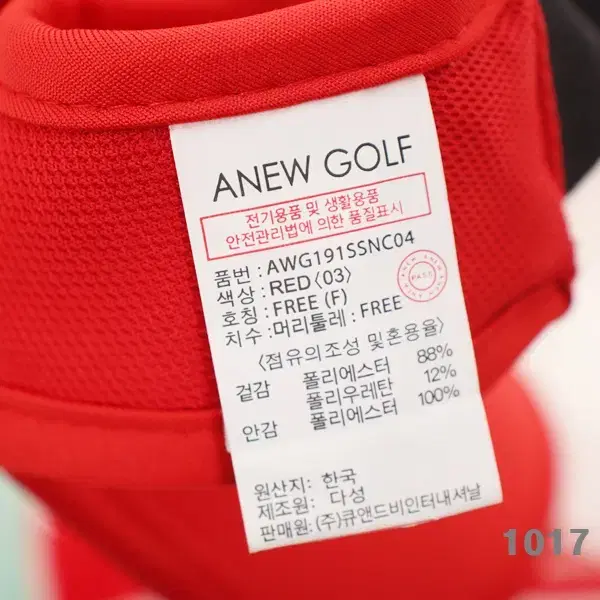 ANEW GOLF
전기용품 및 생활용품
안전관리법에 의한 품질표시
품번 : AWG191SSNC04
색상 : RED 〈03〉
호칭 : FREE (F)
치수 : 머리둘레 : FREE
ANEW GOLF
PASS
〈점유의조성 및혼용율〉
겉감 폴리에스터 88%
폴리우레탄 12%
안감 폴리에스터 100%
원산지: 한국
제조원: 다성
판매원: (주)큐앤드비인터내셔날
1017